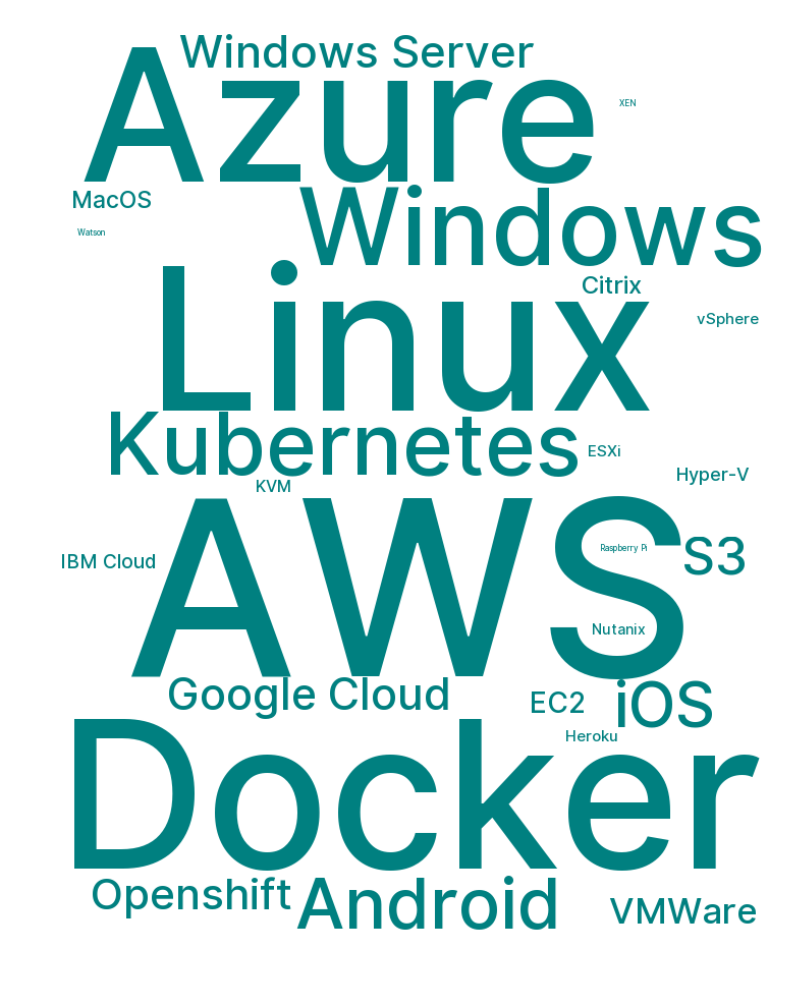 Windows Server
Azure
XEN
MacOS
Windows
Watson
Linux
Citrix
vSphere
Kubernetes
ESXi
Hyper-V
KVM
AWS
Raspberry Pi
S3
IBM Cloud
Nutanix
Google Cloud
EC2
iOS
Heroku
Docker
Openshift
Android
VMWare